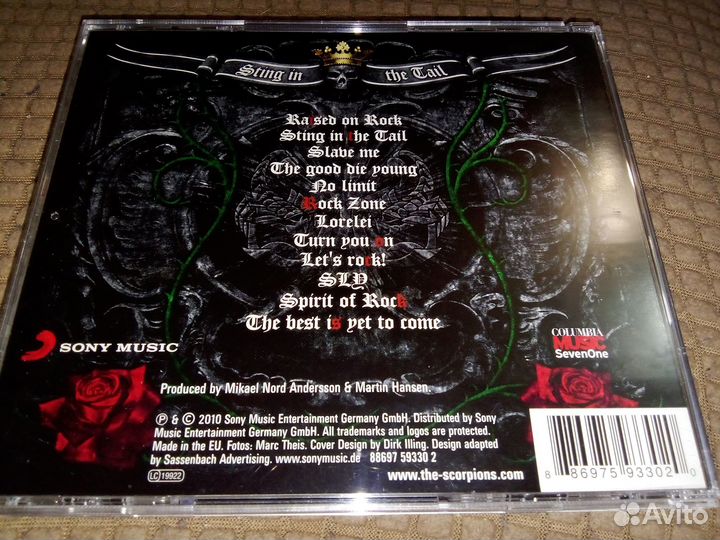 Sting in the Tail
Raised on Rock
Sting in the Tail
Slave me
The good die young
No limit
Rock Zone
Lorelei
Turn you on
Let's rock!
SLY
Spirit of Rock
The best is yet to come
SONY MUSIC
COLUMBIA
MUSIC
SevenOne
Produced by Mikael Nord Andersson & Martin Hansen.
℗ & © 2010 Sony Music Entertainment Germany GmbH. Distributed by Sony
Music Entertainment Germany GmbH. All trademarks and logos are protected.
Made in the EU. Fotos: Marc Theis. Cover Design by Dirk Illing. Design adapted
by Sassenbach Advertising. www.sonymusic.de 88697 59330 2
LC 19922
www.the-scorpions.com
8 86975 93302 0
Avito